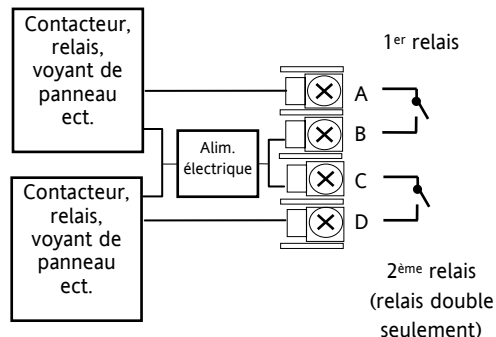 Contacteur,
relais,
voyant de
panneau
ect.
1er relais
A
B
Alim.
électrique
C
D
Contacteur,
relais,
voyant de
panneau
ect.
2ème relais
(relais double
seulement)